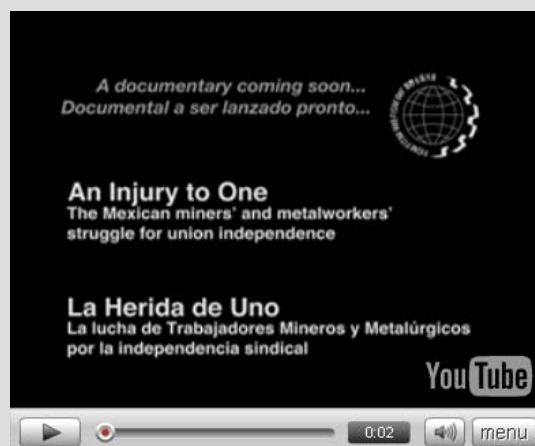 A documentary coming soon...
Documental a ser lanzado pronto...
An Injury to One
The Mexican miners' and metalworkers'
struggle for union independence
La Herida de Uno
La lucha de Trabajadores Mineros y Metalúrgicos
por la independencia sindical
YouTube
0:02
menu